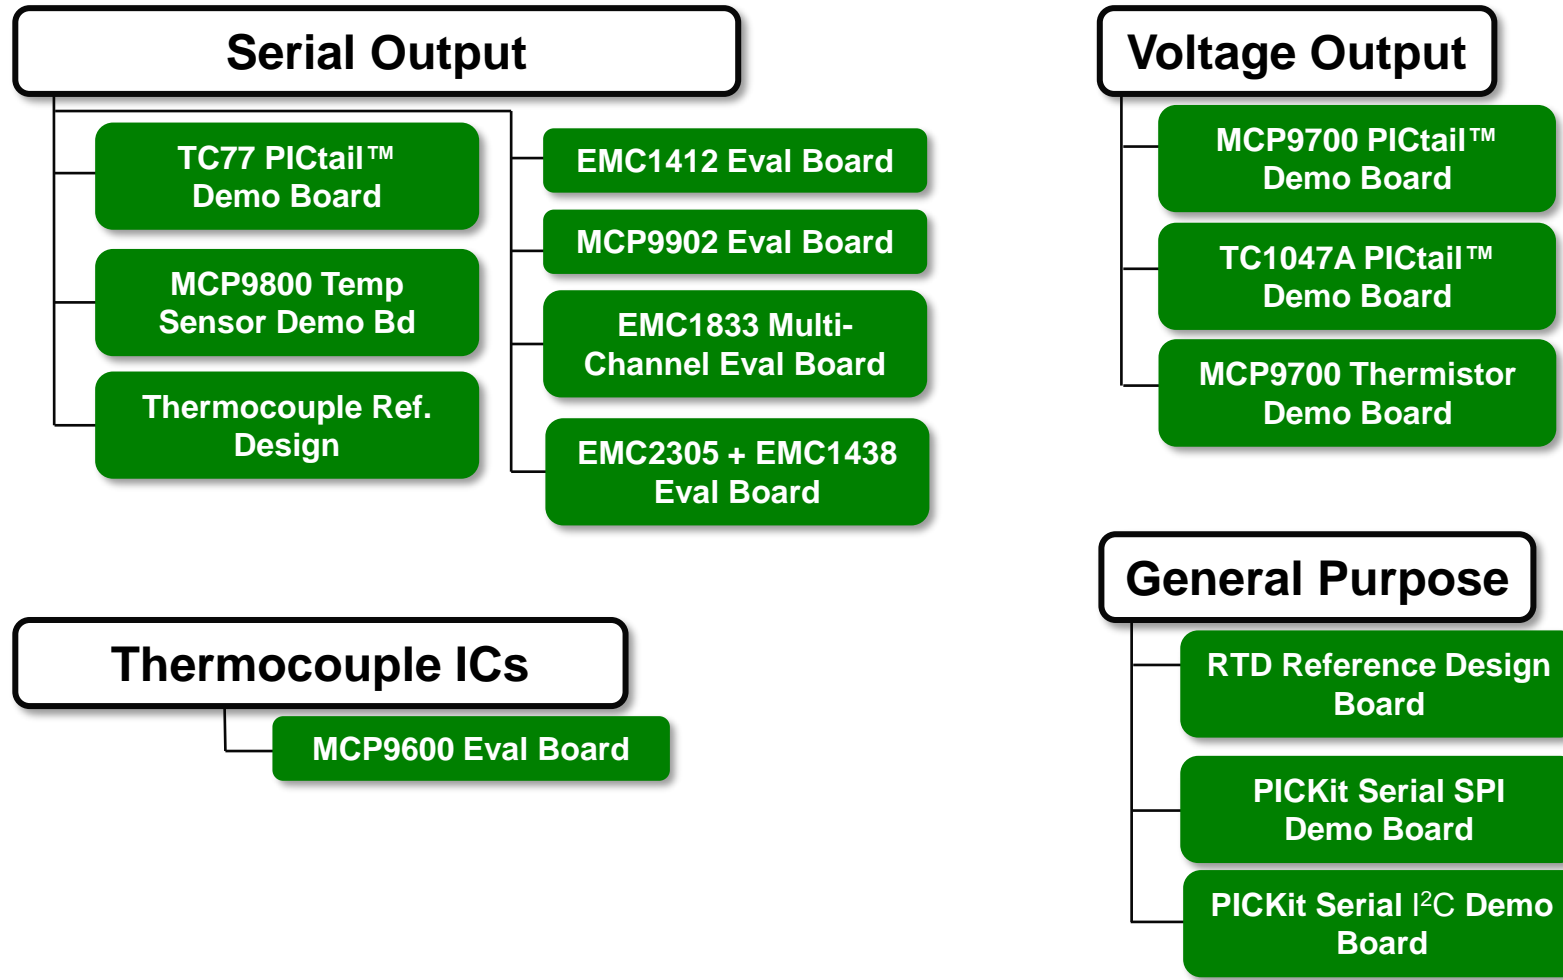 Serial Output
TC77 PICtail™
Demo Board
MCP9800 Temp
Sensor Demo Bd
Thermocouple Ref.
Design
EMC1412 Eval Board
MCP9902 Eval Board
EMC1833 Multi-
Channel Eval Board
EMC2305 + EMC1438
Eval Board
Voltage Output
MCP9700 PICtail™
Demo Board
TC1047A PICtail™
Demo Board
MCP9700 Thermistor
Demo Board
Thermocouple ICs
MCP9600 Eval Board
General Purpose
RTD Reference Design
Board
PICKit Serial SPI
Demo Board
PICKit Serial I²C Demo
Board